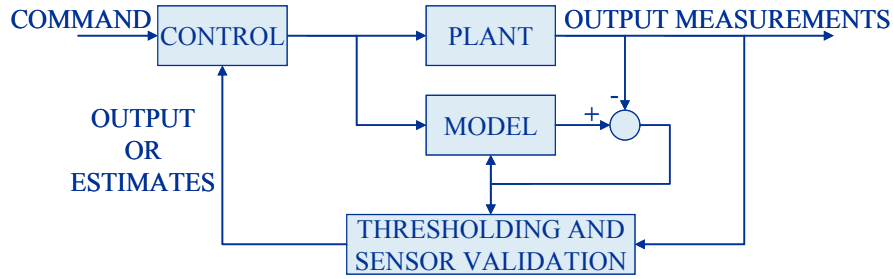 COMMAND
CONTROL
PLANT
OUTPUT MEASUREMENTS
-
+
MODEL
OUTPUT
OR
ESTIMATES
THRESHOLDING AND
SENSOR VALIDATION